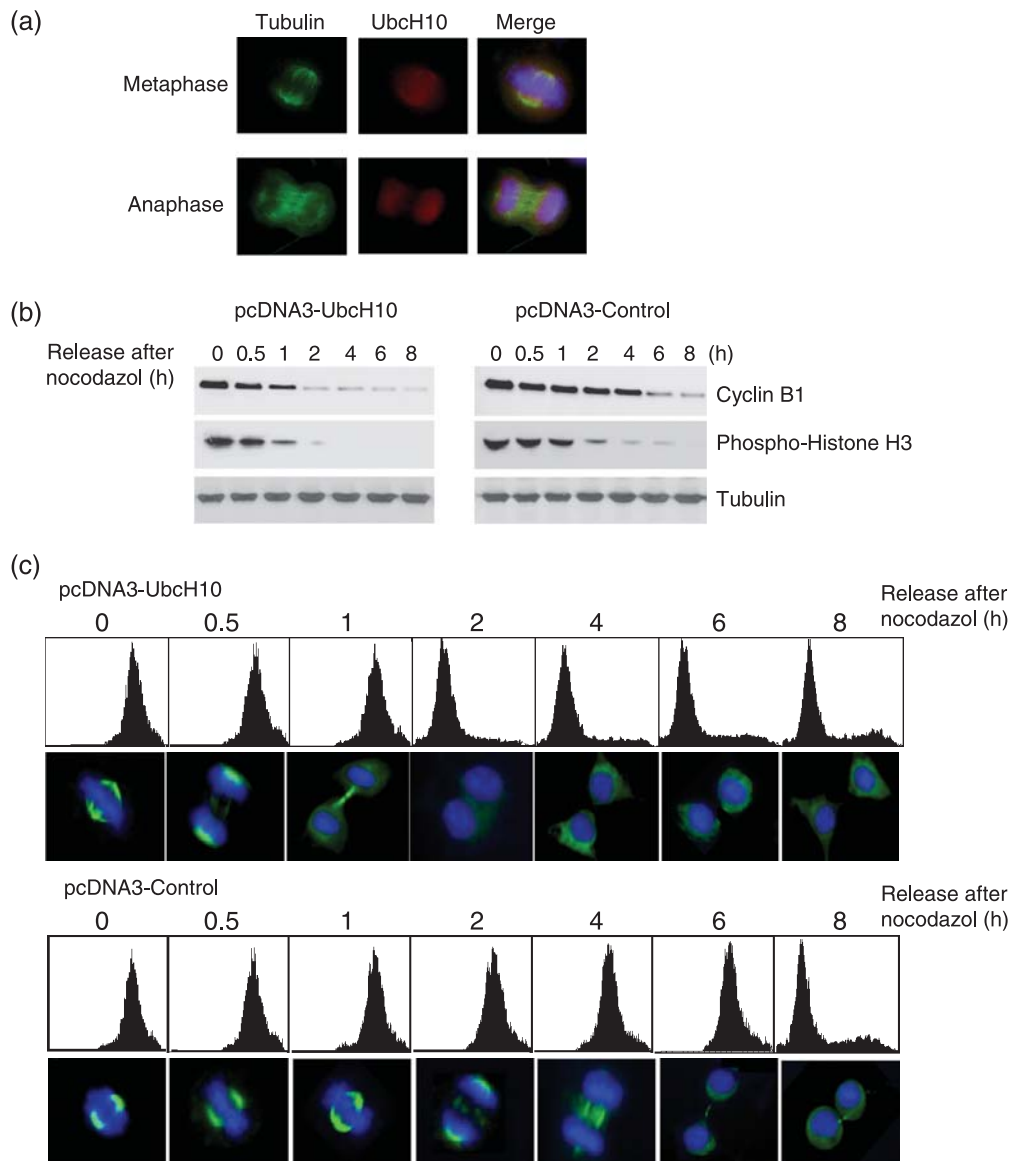 (a)
Tubulin UbcH10 Merge
Metaphase
Anaphase
(b)
pcDNA3-UbcH10 pcDNA3-Control
Release after
nocodazol (h)
0 0.5 1 2 4 6 8 0 0.5 1 2 4 6 8 (h)
Cyclin B1
Phospho-Histone H3
Tubulin
(c)
pcDNA3-UbcH10
Release after
nocodazol (h)
0 0.5 1 2 4 6 8
pcDNA3-Control
Release after
nocodazol (h)
0 0.5 1 2 4 6 8